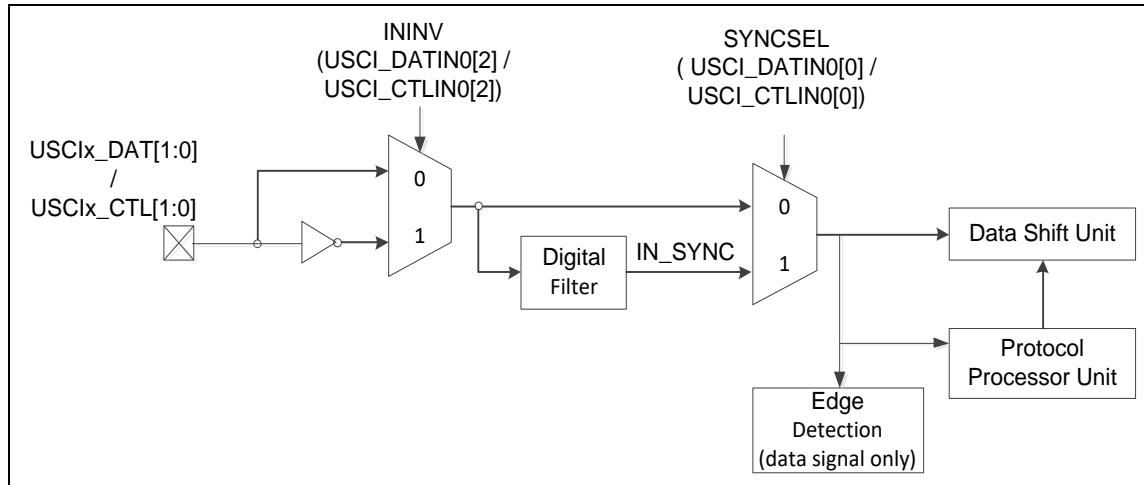 ININV
(USCI_DATIN0[2] /
USCI_CTLIN0[2])
SYNCSEL
( USCI_DATIN0[0] /
USCI_CTLIN0[0])
USCIx_DAT[1:0]
/
USCIx_CTL[1:0]
0
1
Digital
Filter
IN_SYNC
0
1
Data Shift Unit
Protocol
Processor Unit
Edge
Detection
(data signal only)